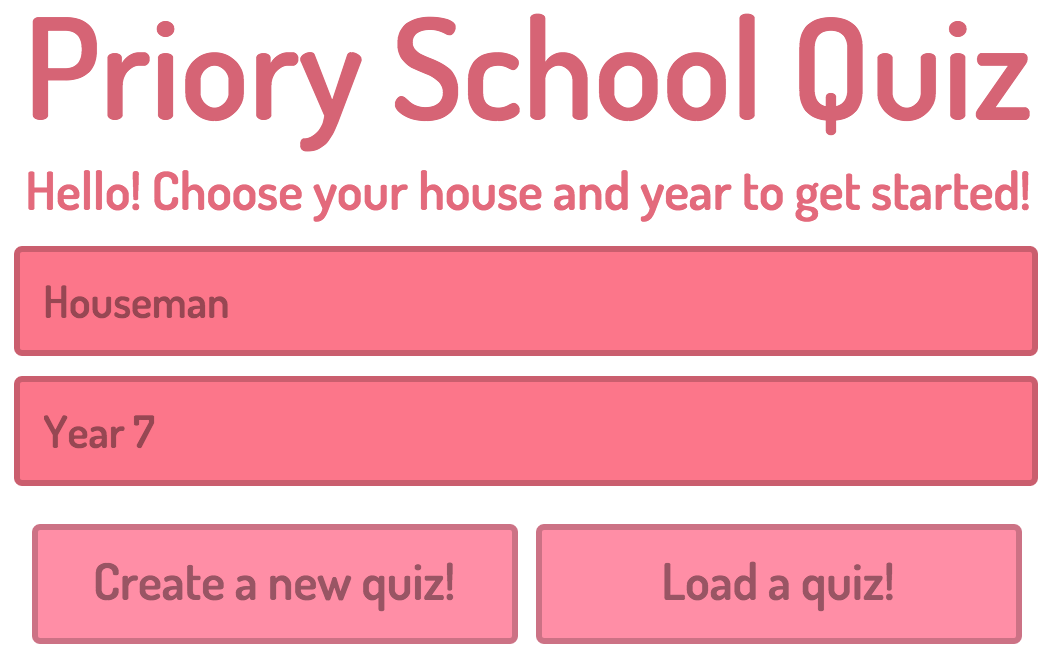 Priory School Quiz
Hello! Choose your house and year to get started!
Houseman
Year 7
Create a new quiz!
Load a quiz!